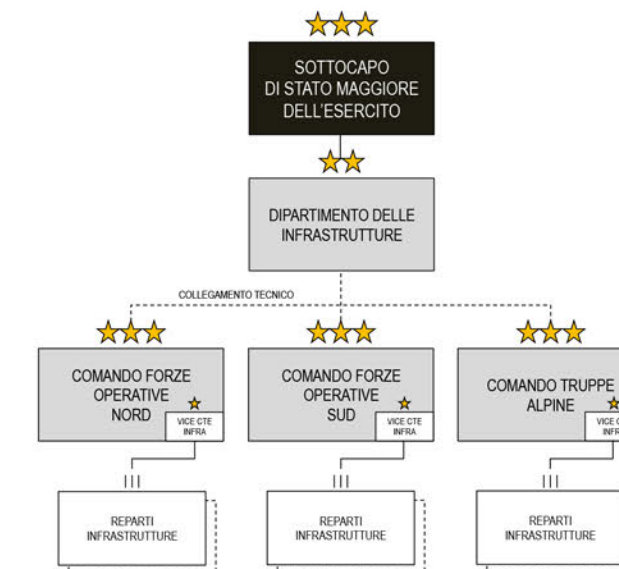 SOTTOCAPO
DI STATO MAGGIORE
DELL'ESERCITO
DIPARTIMENTO DELLE
INFRASTRUTTURE
COLLEGAMENTO TECNICO
COMANDO FORZE
OPERATIVE
NORD
VICE CTE
INFRA
COMANDO FORZE
OPERATIVE
SUD
VICE CTE
INFRA
COMANDO TRUPPE
ALPINE
VICE
III
III
III
REPARTI
INFRASTRUTTURE
REPARTI
INFRASTRUTTURE
REPARTI
INFRASTRUTTURE